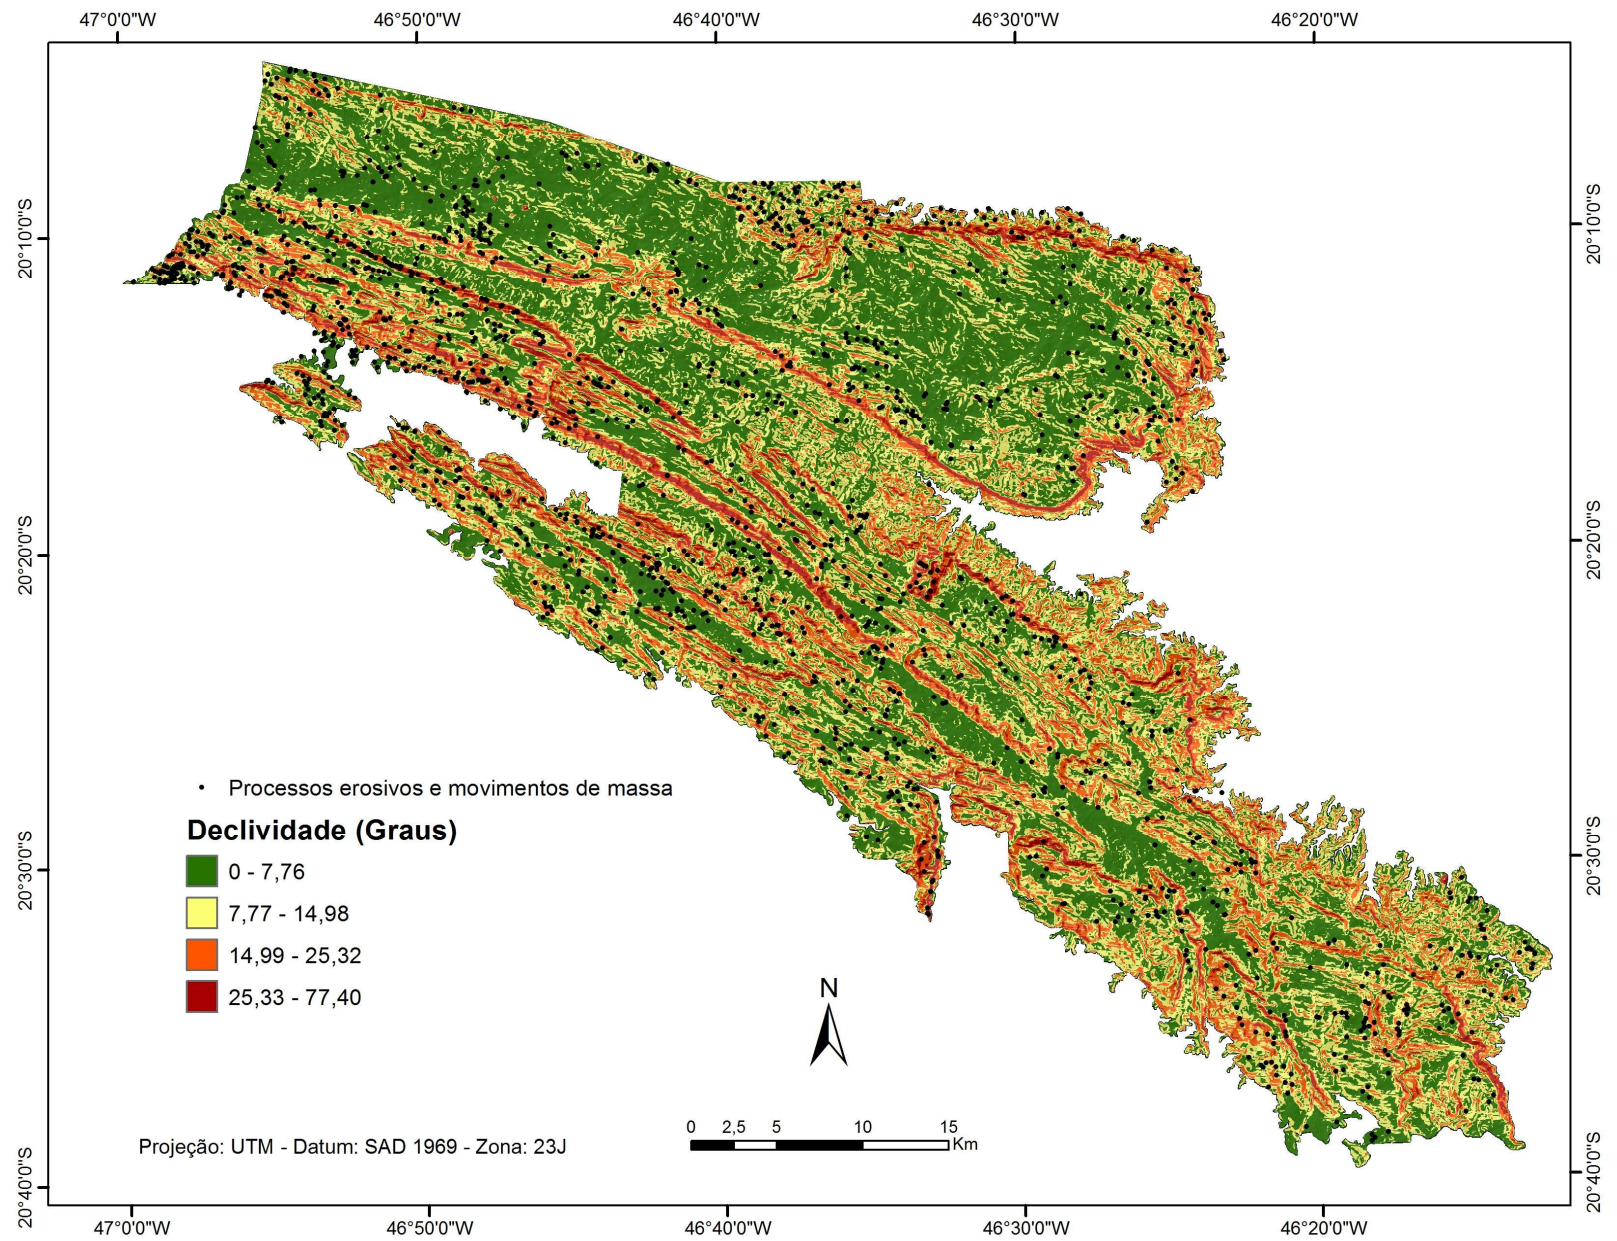 47°0'0"W 46°50'0"W 46°40'0"W 46°30'0"W 46°20'0"W
20°10'0"S 20°10'0"S
20°20'0"S 20°20'0"S
Processos erosivos e movimentos de massa
Declividade (Graus)
20°30'0"S 20°30'0"S
0 - 7,76
7,77 - 14,98
14,99 - 25,32
25,33 - 77,40
N
0 2,5 5 10 15
Km
Projeção: UTM - Datum: SAD 1969 - Zona: 23J
20°40'0"S 20°40'0"S
47°0'0"W 46°50'0"W 46°40'0"W 46°30'0"W 46°20'0"W